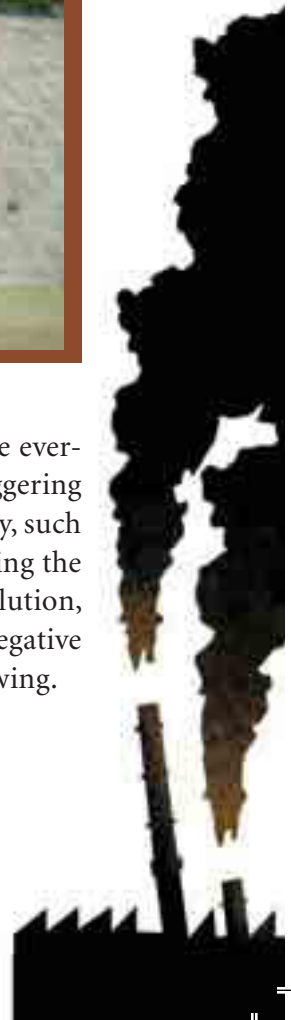 e ever-
ggering
y, such
ing the
lution,
egative
wing.